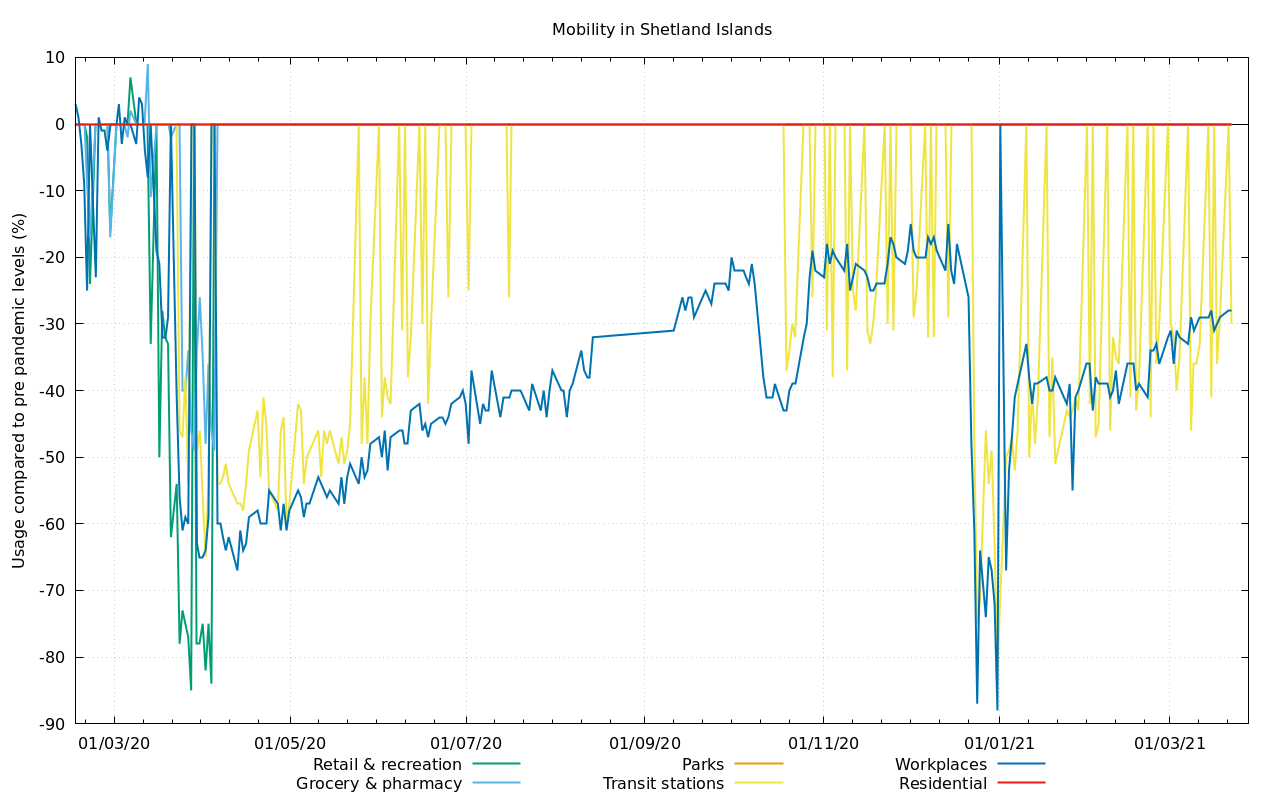 Mobility in Shetland Islands
Usage compared to pre pandemic levels (%)
10
0
-10
-20
-30
-40
-50
-60
-70
-80
-90
01/03/20 01/05/20 01/07/20 01/09/20 01/11/20 01/01/21 01/03/21
Retail & recreation Parks Workplaces
Grocery & pharmacy Transit stations Residential